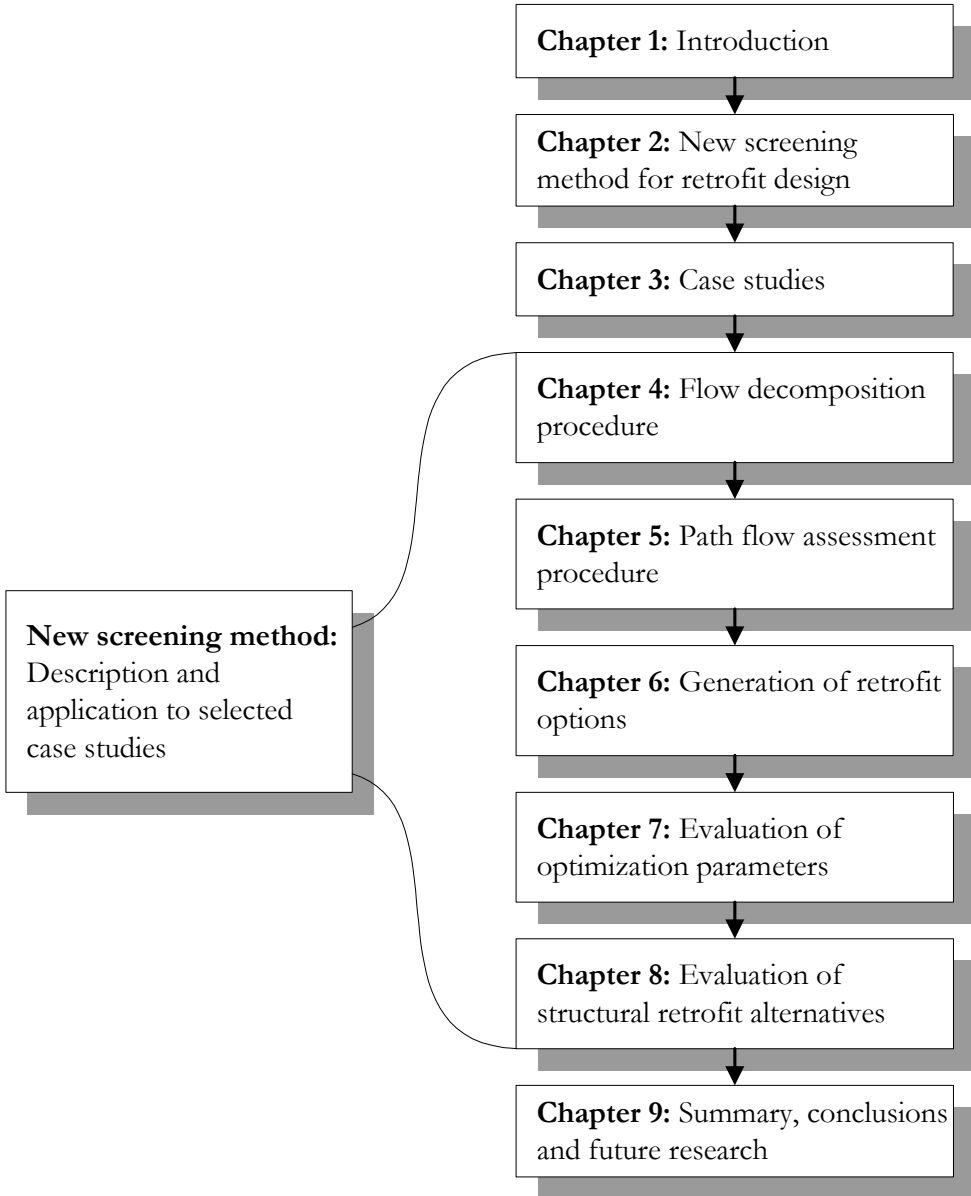 Chapter 1: Introduction
Chapter 2: New screening
method for retrofit design
Chapter 3: Case studies
Chapter 4: Flow decomposition
procedure
Chapter 5: Path flow assessment
procedure
New screening method:
Description and
application to selected
case studies
Chapter 6: Generation of retrofit
options
Chapter 7: Evaluation of
optimization parameters
Chapter 8: Evaluation of
structural retrofit alternatives
Chapter 9: Summary, conclusions
and future research